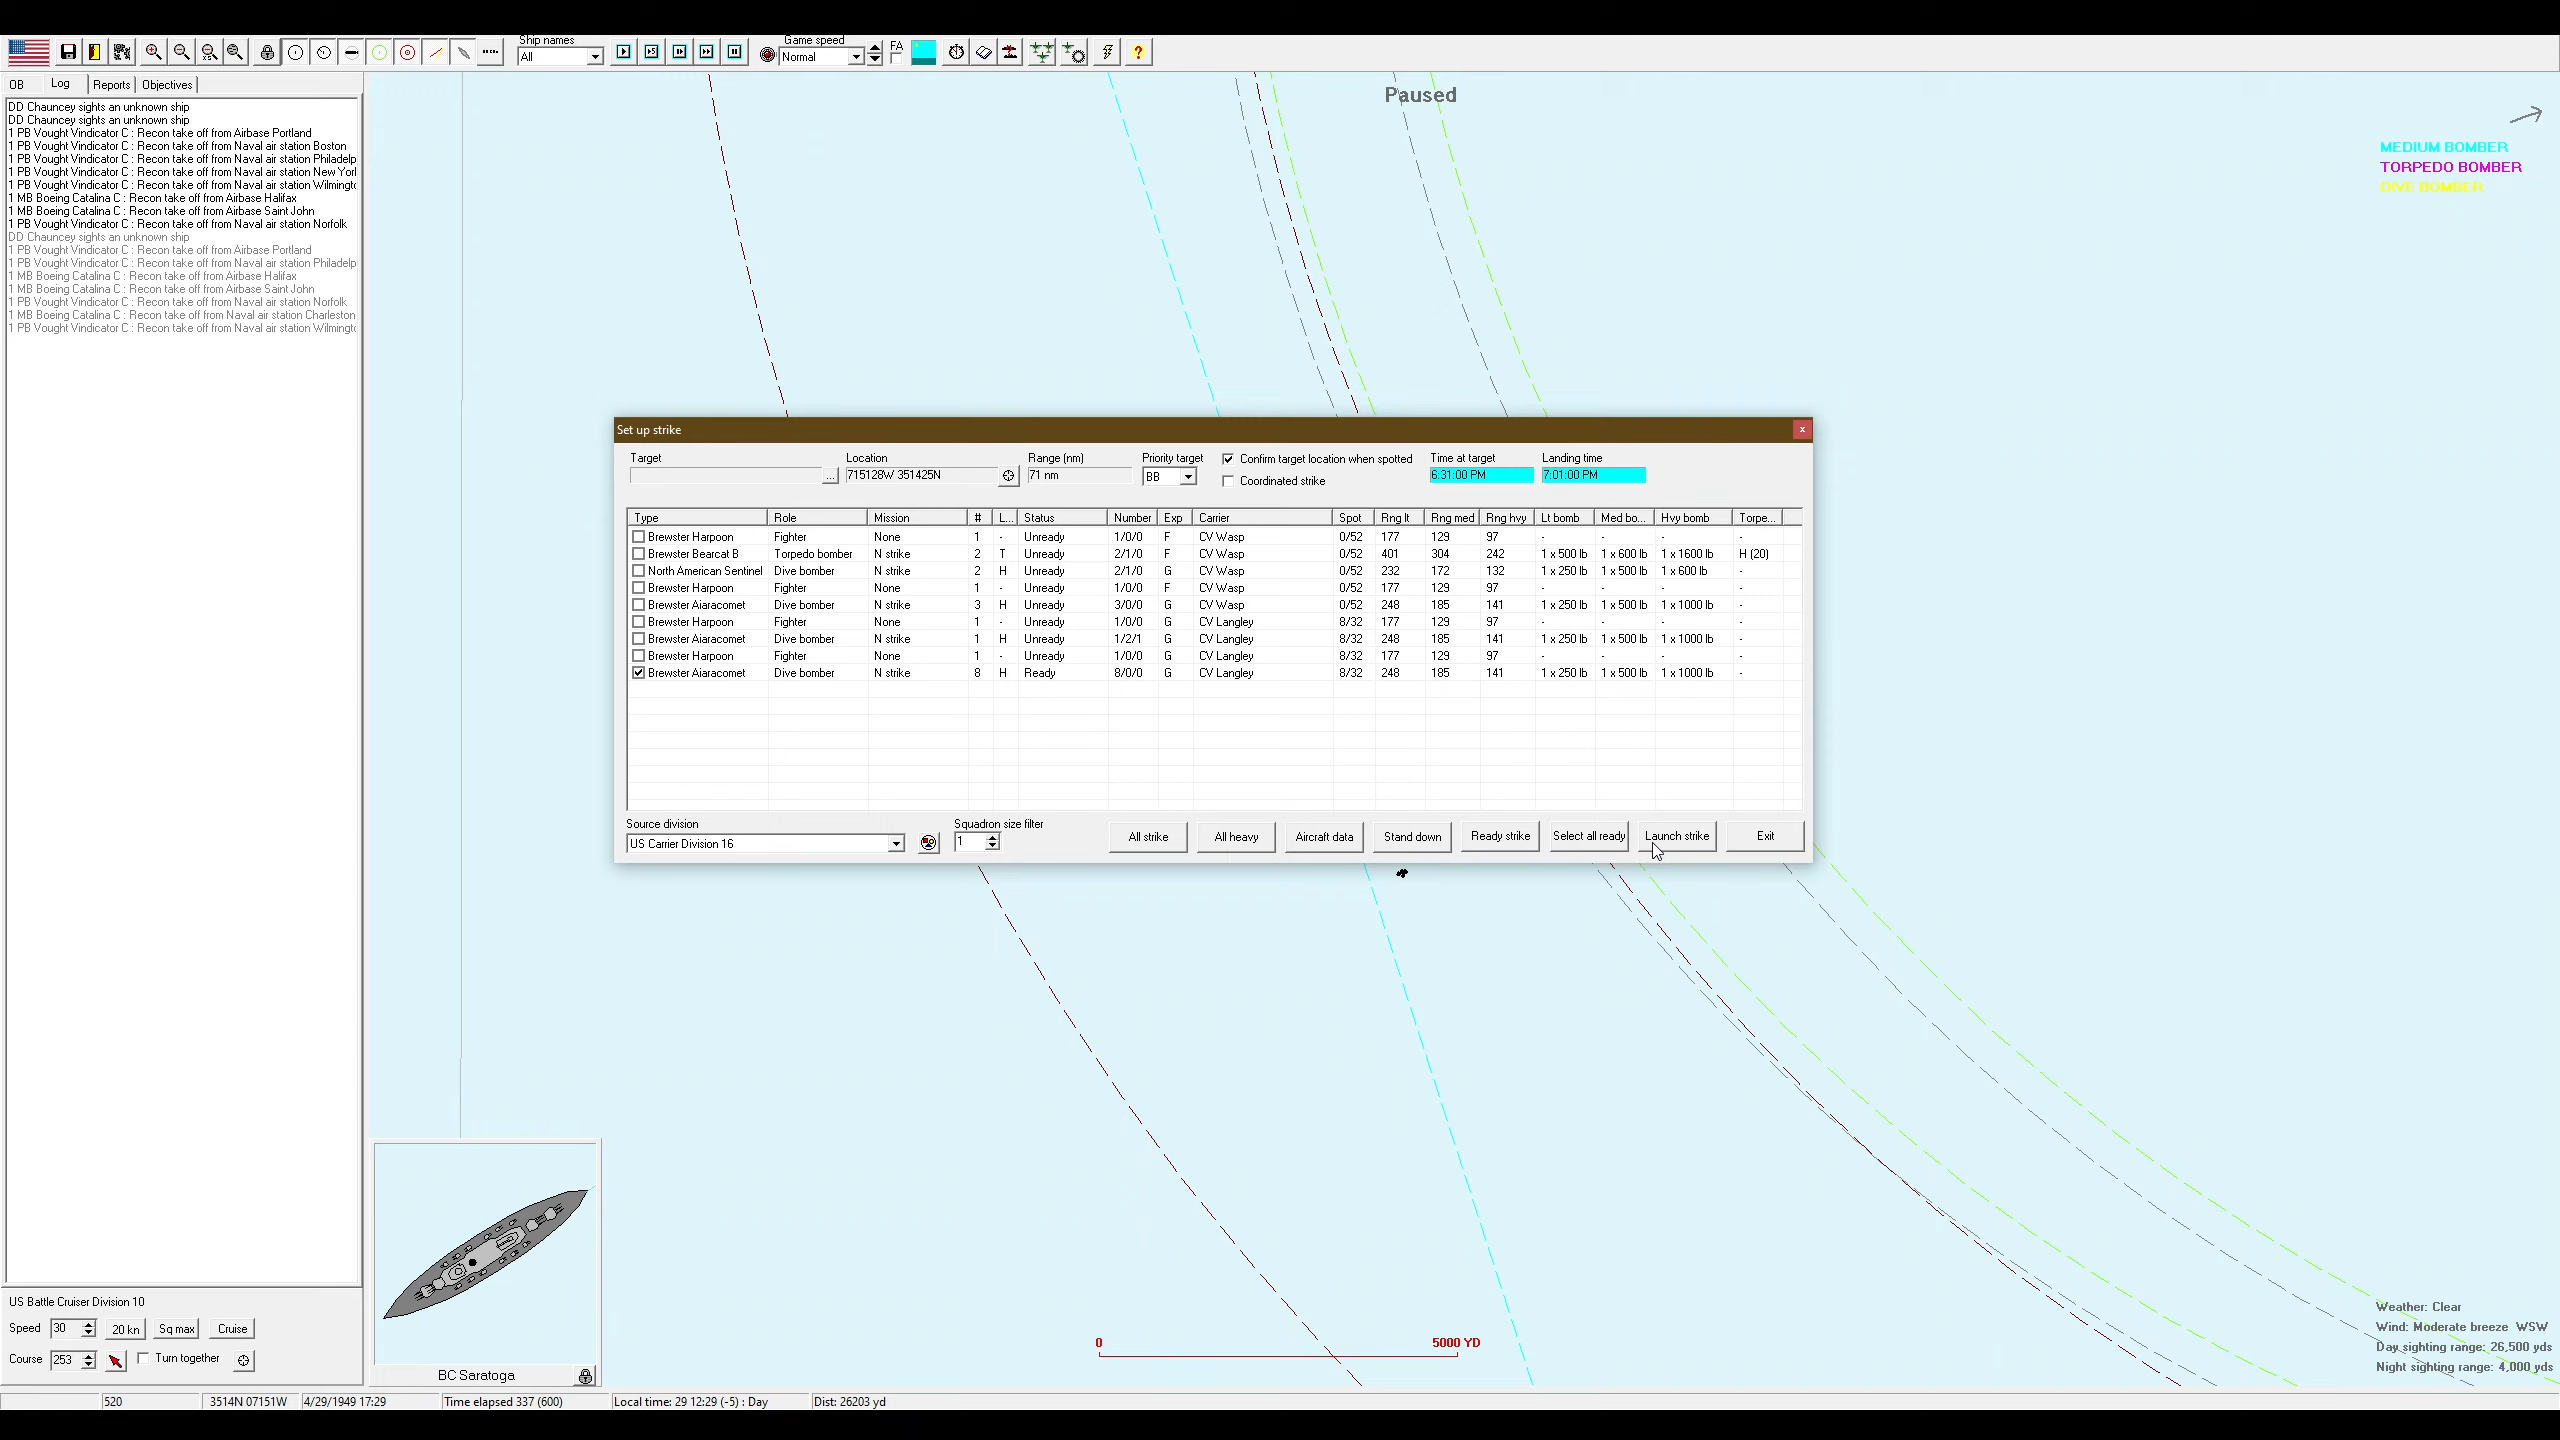 Ship names
All
Game speed
Normal
FA
OB Log Reports Objectives
DD Chauncey sights an unknown ship
DD Chauncey sights an unknown ship
1 PB Vought Vindicator C : Recon take off from Airbase Portland
1 PB Vought Vindicator C : Recon take off from Naval air station Boston
1 PB Vought Vindicator C : Recon take off from Naval air station Philadelp
1 PB Vought Vindicator C : Recon take off from Naval air station New Yorl
1 PB Vought Vindicator C : Recon take off from Naval air station Wilmingt
1 MB Boeing Catalina C : Recon take off from Airbase Halifax
1 MB Boeing Catalina C : Recon take off from Airbase Saint John
1 PB Vought Vindicator C : Recon take off from Naval air station Norfolk
DD Chauncey sights an unknown ship
1 PB Vought Vindicator C : Recon take off from Airbase Portland
1 PB Vought Vindicator C : Recon take off from Naval air station Philadelp
1 MB Boeing Catalina C : Recon take off from Airbase Halifax
1 MB Boeing Catalina C : Recon take off from Airbase Saint John
1 PB Vought Vindicator C : Recon take off from Naval air station Norfolk
1 MB Boeing Catalina C : Recon take off from Naval air station Charleston
1 PB Vought Vindicator C : Recon take off from Naval air station Wilmingt
Paused
MEDIUM BOMBER
TORPEDO BOMBER
DIVE BOMBER
Set up strike
Target Location Range (nm) Priority target Confirm target location when spotted Time at target Landing time
... 715128W 351425N 71 nm BB Coordinated strike 6:31:00 PM 7:01:00 PM
Type Role Mission # L... Status Number Exp Carrier Spot Rng lt Rng med Rng hvy Lt bomb Med bo... Hvy bomb Torpe...
Brewster Harpoon Fighter None 1 - Unready 1/0/0 F CV Wasp 0/52 177 129 97 - - - -
Brewster Bearcat B Torpedo bomber N strike 2 T Unready 2/1/0 F CV Wasp 0/52 401 304 242 1 x 500 lb 1 x 600 lb 1 x 1600 lb H (20)
North American Sentinel Dive bomber N strike 2 H Unready 2/1/0 G CV Wasp 0/52 232 172 132 1 x 250 lb 1 x 500 lb 1 x 600 lb -
Brewster Harpoon Fighter None 1 - Unready 1/0/0 F CV Wasp 0/52 177 129 97 - - - -
Brewster Aiaracomet Dive bomber N strike 3 H Unready 3/0/0 G CV Wasp 0/52 248 185 141 1 x 250 lb 1 x 500 lb 1 x 1000 lb -
Brewster Harpoon Fighter None 1 - Unready 1/0/0 G CV Langley 8/32 177 129 97 - - - -
Brewster Aiaracomet Dive bomber N strike 1 H Unready 1/2/1 G CV Langley 8/32 248 185 141 1 x 250 lb 1 x 500 lb 1 x 1000 lb -
Brewster Harpoon Fighter None 1 - Unready 1/0/0 G CV Langley 8/32 177 129 97 - - - -
Brewster Aiaracomet Dive bomber N strike 8 H Ready 8/0/0 G CV Langley 8/32 248 185 141 1 x 250 lb 1 x 500 lb 1 x 1000 lb -
Source division Squadron size filter
US Carrier Division 16 1 All strike All heavy Aircraft data Stand down Ready strike Select all ready Launch strike Exit
0 5000 YD
US Battle Cruiser Division 10
Speed 30 20 kn Sq max Cruise
Course 253 Turn together
BC Saratoga
Weather: Clear
Wind: Moderate breeze WSW
Day sighting range: 26,500 yds
Night sighting range: 4,000 yds
520 3514N 07151W 4/29/1949 17:29 Time elapsed 337 (600) Local time: 29 12:29 (-5) : Day Dist: 26203 yd